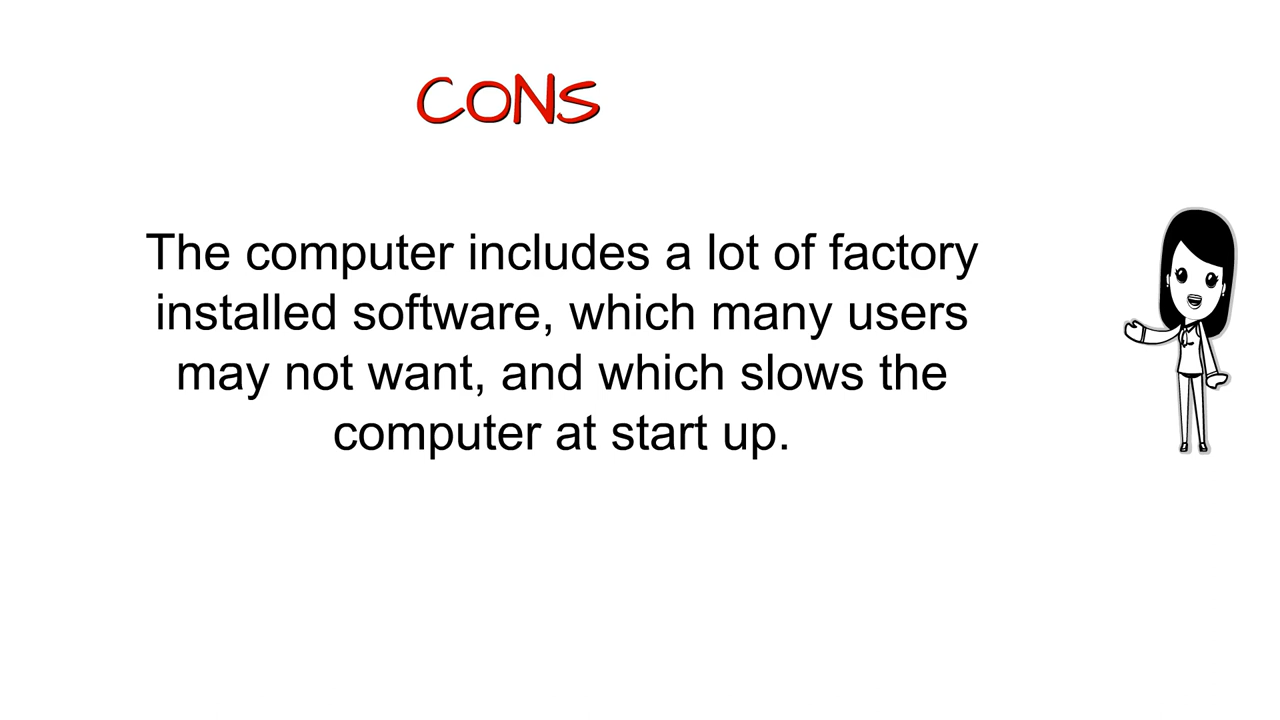 CONS
The computer includes a lot of factory
installed software, which many users
may not want, and which slows the
computer at start up.